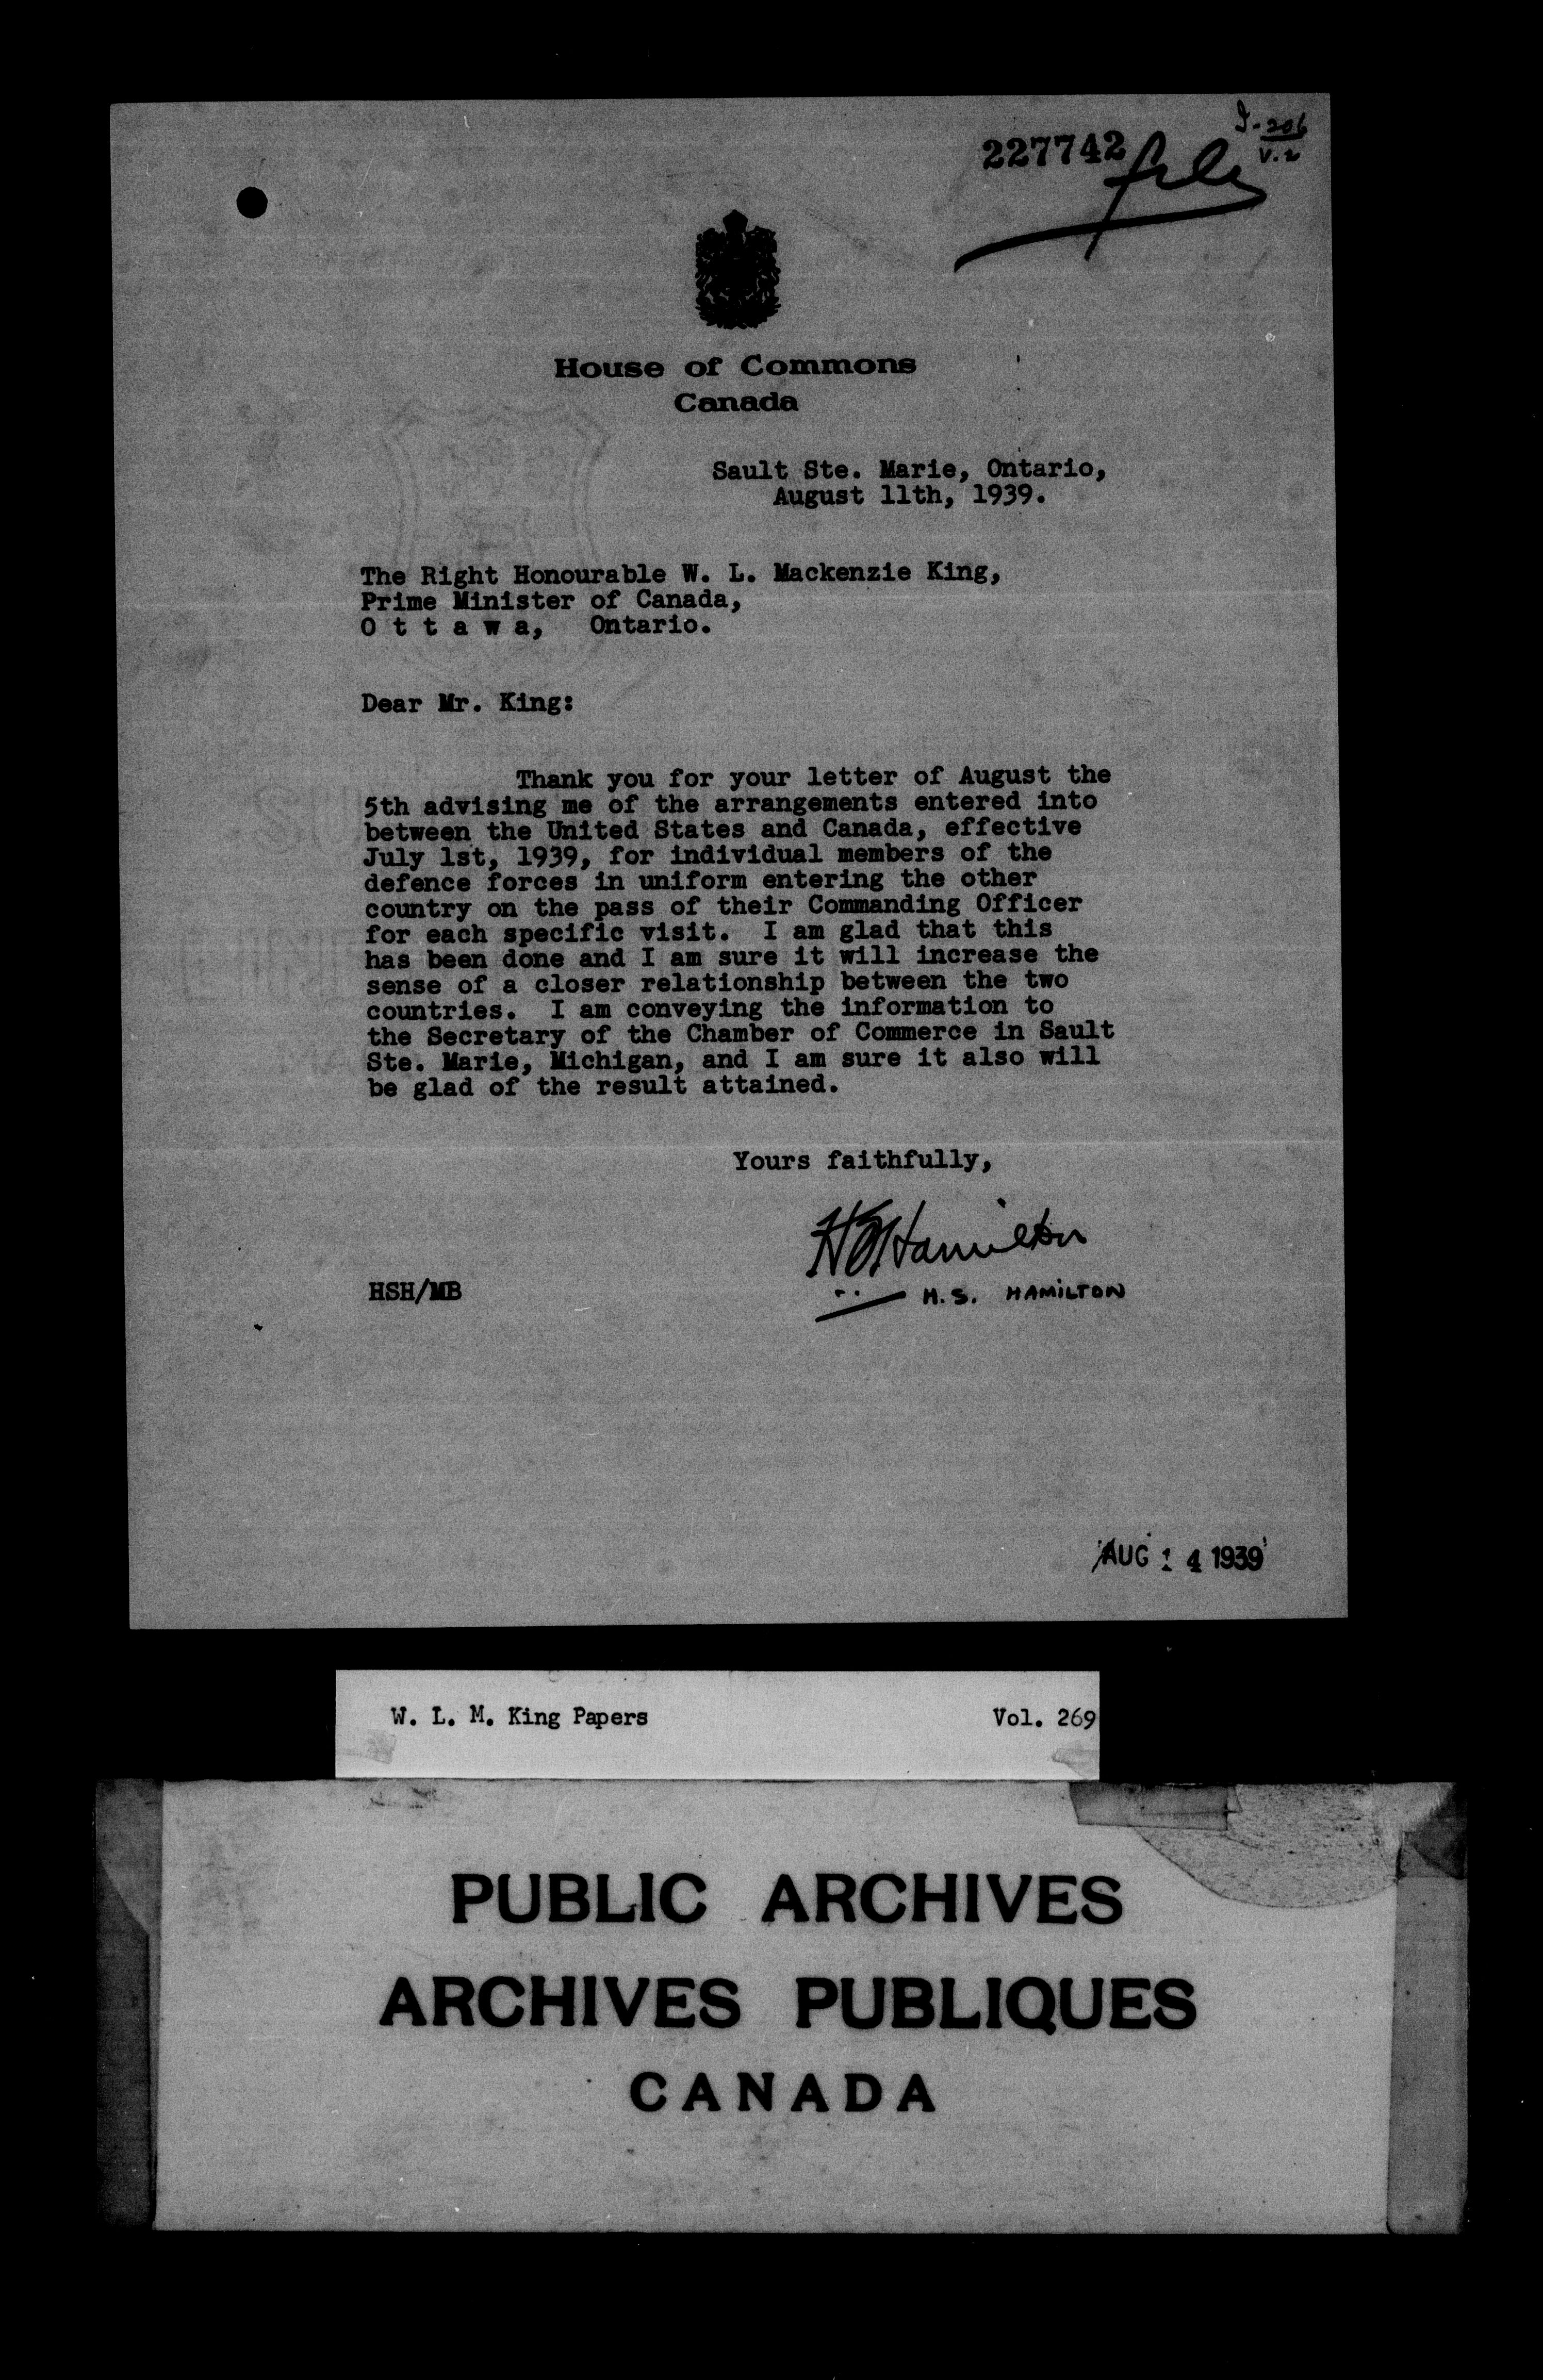 I-206
V.2
227742
file
House of Commons
Canada
Sault Ste. Marie, Ontario,
August 11th, 1939.
The Right Honourable W. L. Mackenzie King,
Prime Minister of Canada,
O t t a w a,   Ontario.
Dear Mr. King:
Thank you for your letter of August the
5th advising me of the arrangements entered into
between the United States and Canada, effective
July 1st, 1939, for individual members of the
defence forces in uniform entering the other
country on the pass of their Commanding Officer
for each specific visit.  I am glad that this
has been done and I am sure it will increase the
sense of a closer relationship between the two
countries.  I am conveying the information to
the Secretary of the Chamber of Commerce in Sault
Ste. Marie, Michigan, and I am sure it also will
be glad of the result attained.
Yours faithfully,
HSHamilton
HSH/MB
H.S. HAMILTON
AUG 14 1939
W. L. M. King Papers Vol. 269
PUBLIC ARCHIVES
ARCHIVES PUBLIQUES
CANADA